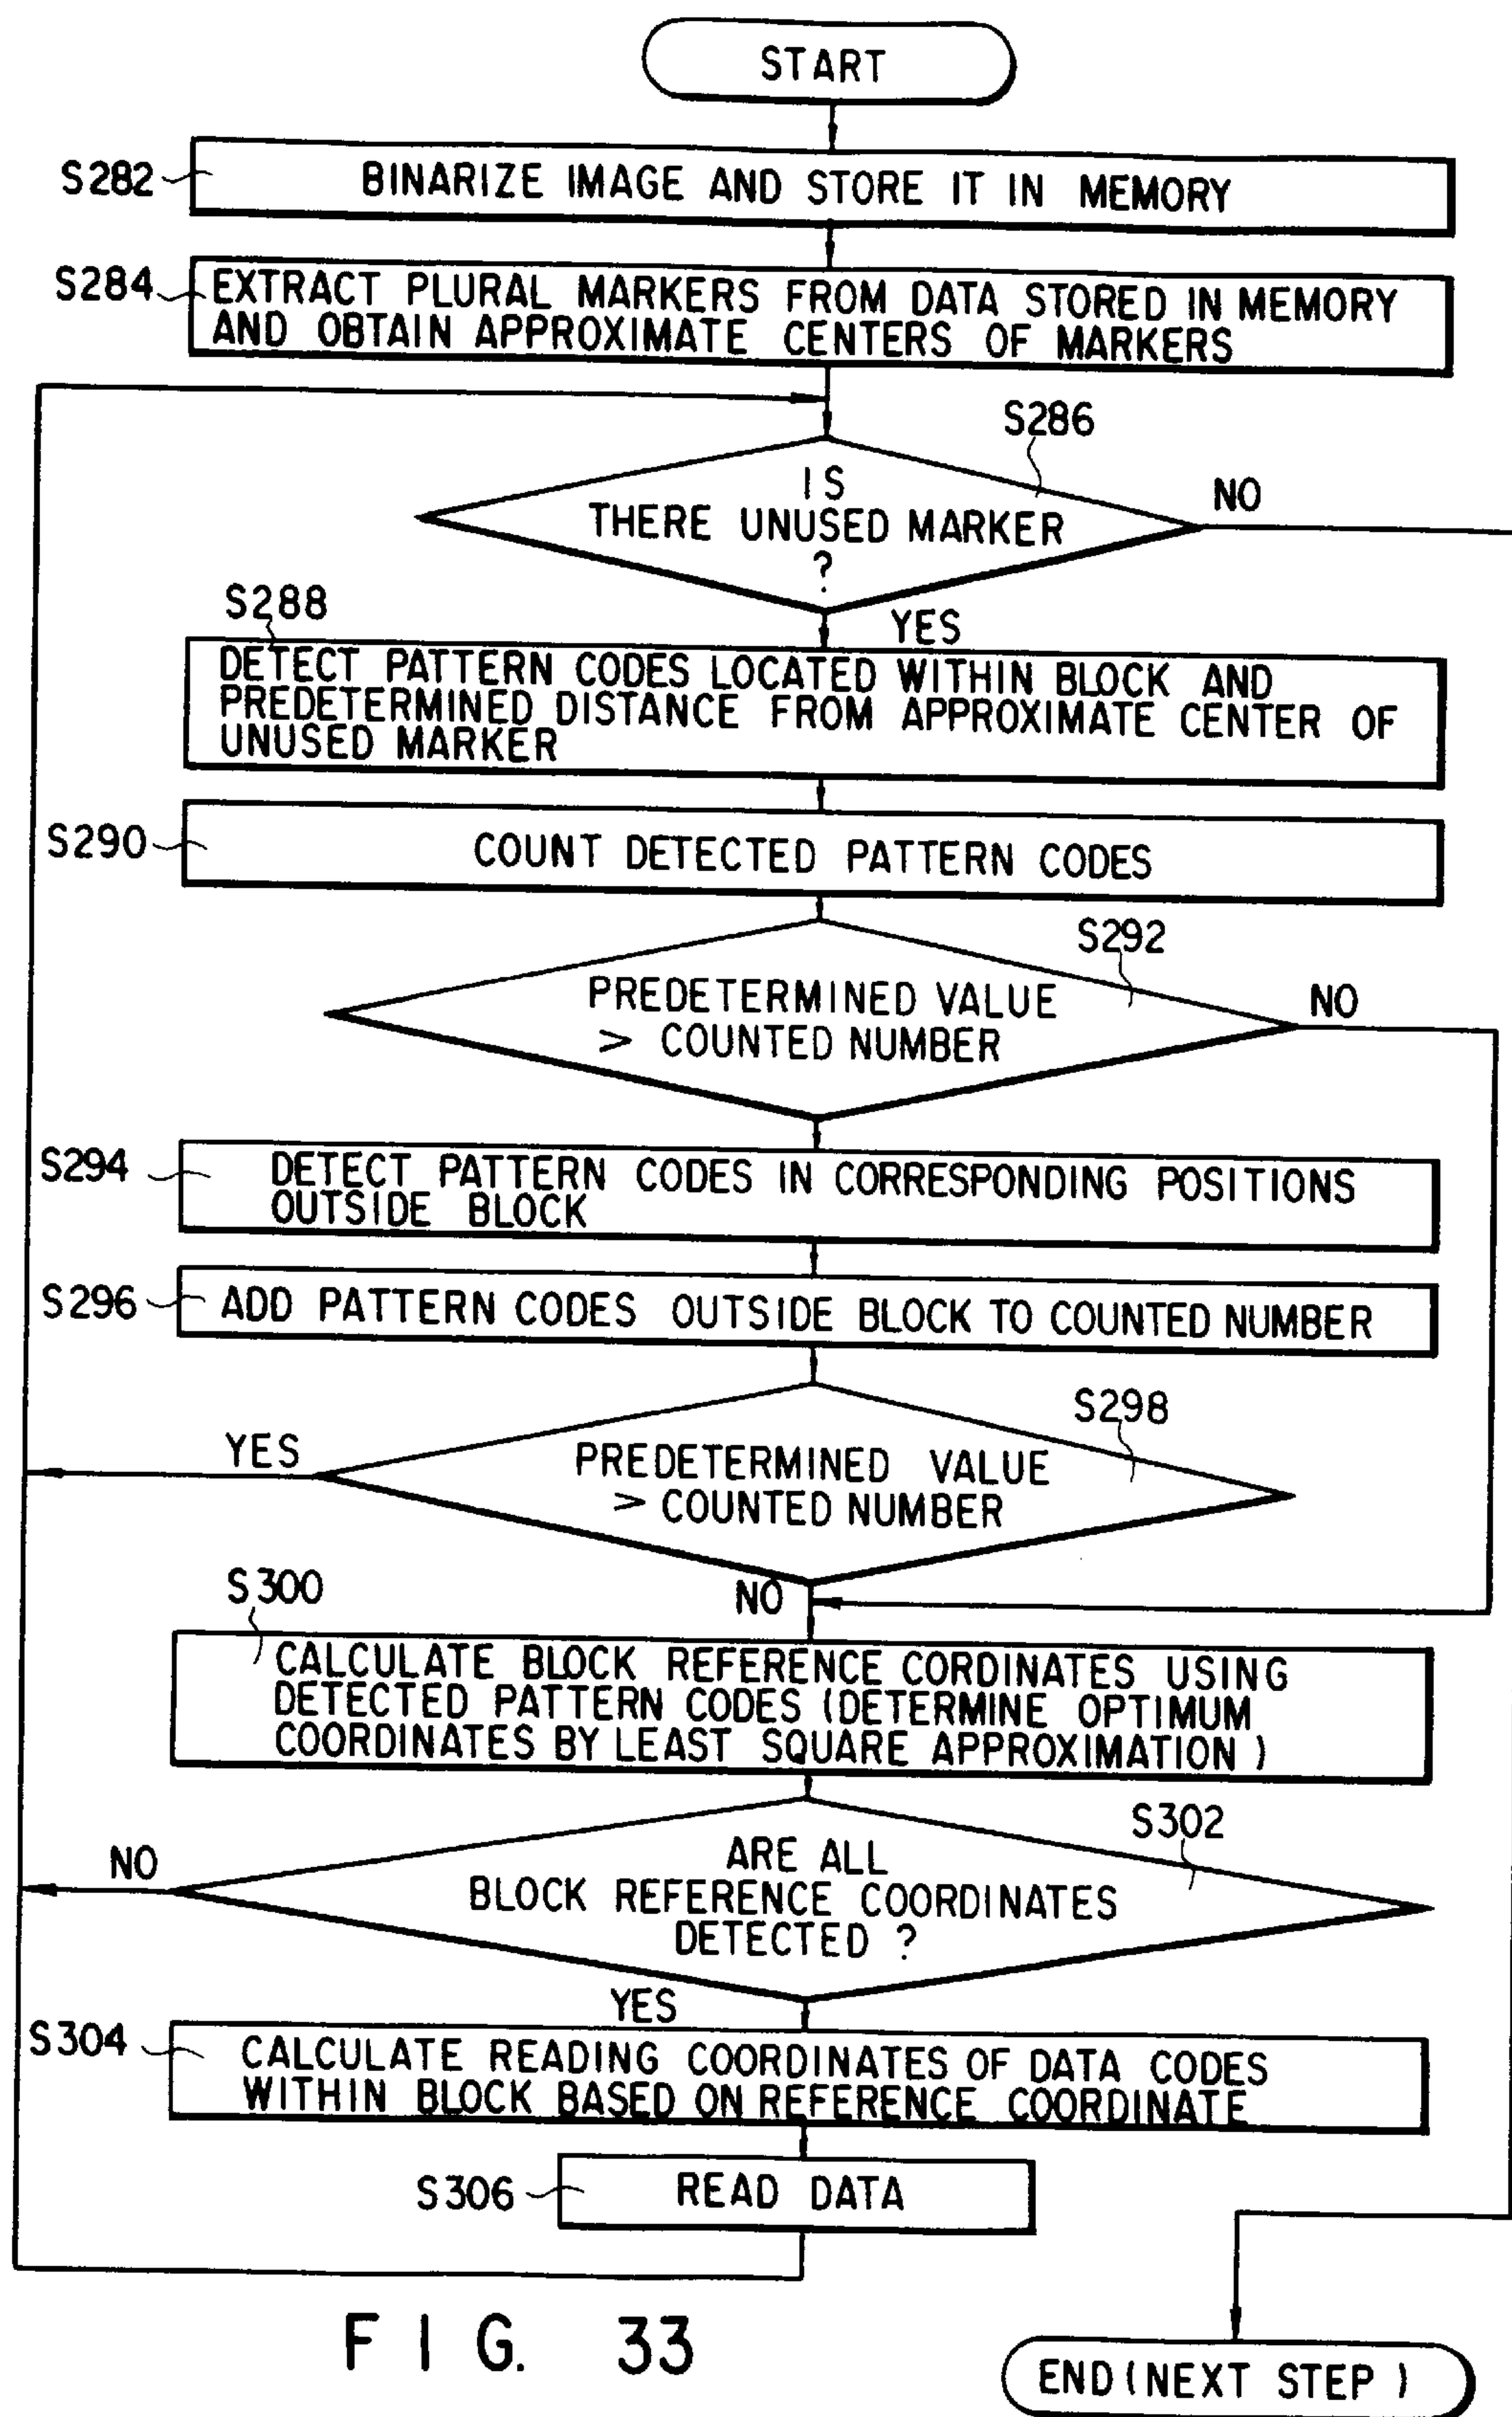 START
S282
BINARIZE IMAGE AND STORE IT IN MEMORY
S284
EXTRACT PLURAL MARKERS FROM DATA STORED IN MEMORY
AND OBTAIN APPROXIMATE CENTERS OF MARKERS
S286
IS
THERE UNUSED MARKER
?
NO
YES
S288
DETECT PATTERN CODES LOCATED WITHIN BLOCK AND
PREDETERMINED DISTANCE FROM APPROXIMATE CENTER OF
UNUSED MARKER
S290
COUNT DETECTED PATTERN CODES
S292
PREDETERMINED VALUE
> COUNTED NUMBER
NO
S294
DETECT PATTERN CODES IN CORRESPONDING POSITIONS
OUTSIDE BLOCK
S296
ADD PATTERN CODES OUTSIDE BLOCK TO COUNTED NUMBER
S298
YES
PREDETERMINED VALUE
> COUNTED NUMBER
NO
S300
CALCULATE BLOCK REFERENCE CORDINATES USING
DETECTED PATTERN CODES (DETERMINE OPTIMUM
COORDINATES BY LEAST SQUARE APPROXIMATION)
S302
NO
ARE ALL
BLOCK REFERENCE COORDINATES
DETECTED ?
YES
S304
CALCULATE READING COORDINATES OF DATA CODES
WITHIN BLOCK BASED ON REFERENCE COORDINATE
S306
READ DATA
FIG. 33
END (NEXT STEP)